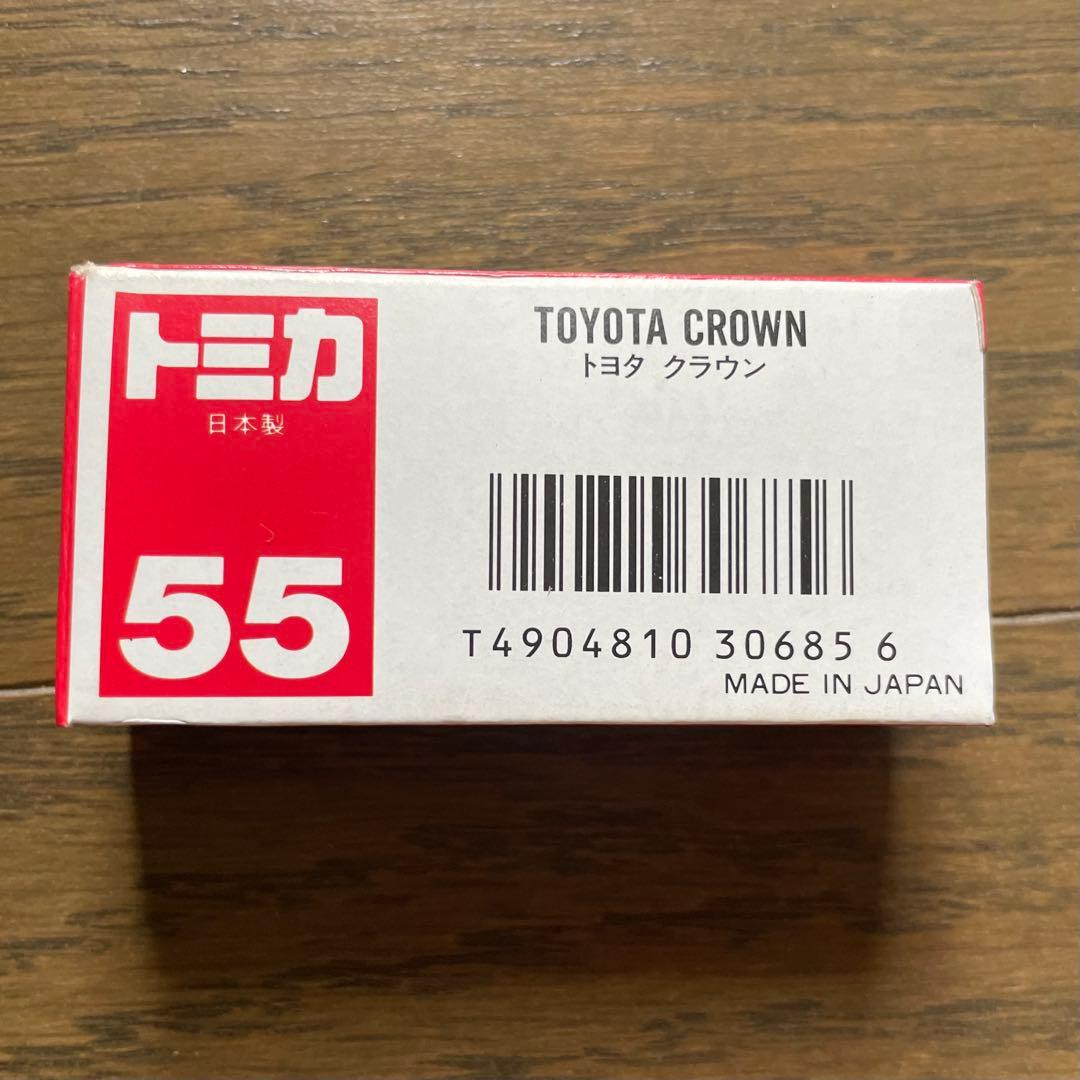 トミカ
日本製
55
TOYOTA CROWN
トヨタ クラウン
T4904810 30685 6
MADE IN JAPAN